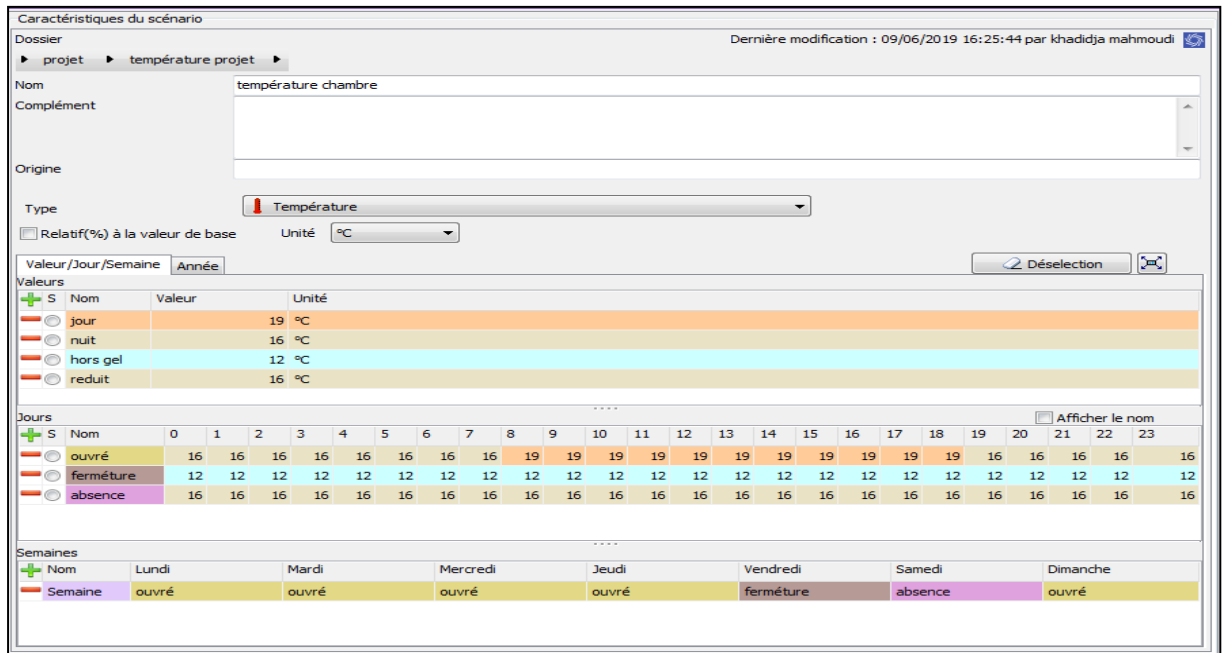 Caractéristiques du scénario
Dossier Dernière modification : 09/06/2019 16:25:44 par khadidja mahmoudi
projet température projet
Nom température chambre
Complément
Origine
Type Température
Relatif(%) à la valeur de base Unité °C
Valeur/Jour/Semaine Année Déselection
Valeurs
S Nom Valeur Unité
jour 19 °C
nuit 16 °C
hors gel 12 °C
reduit 16 °C
Jours Afficher le nom
S Nom 0 1 2 3 4 5 6 7 8 9 10 11 12 13 14 15 16 17 18 19 20 21 22 23
ouvré 16 16 16 16 16 16 16 16 19 19 19 19 19 19 19 19 19 19 19 16 16 16 16 16
ferméture 12 12 12 12 12 12 12 12 12 12 12 12 12 12 12 12 12 12 12 12 12 12 12 12
absence 16 16 16 16 16 16 16 16 16 16 16 16 16 16 16 16 16 16 16 16 16 16 16 16
Semaines
Nom Lundi Mardi Mercredi Jeudi Vendredi Samedi Dimanche
Semaine ouvré ouvré ouvré ouvré ferméture absence ouvré